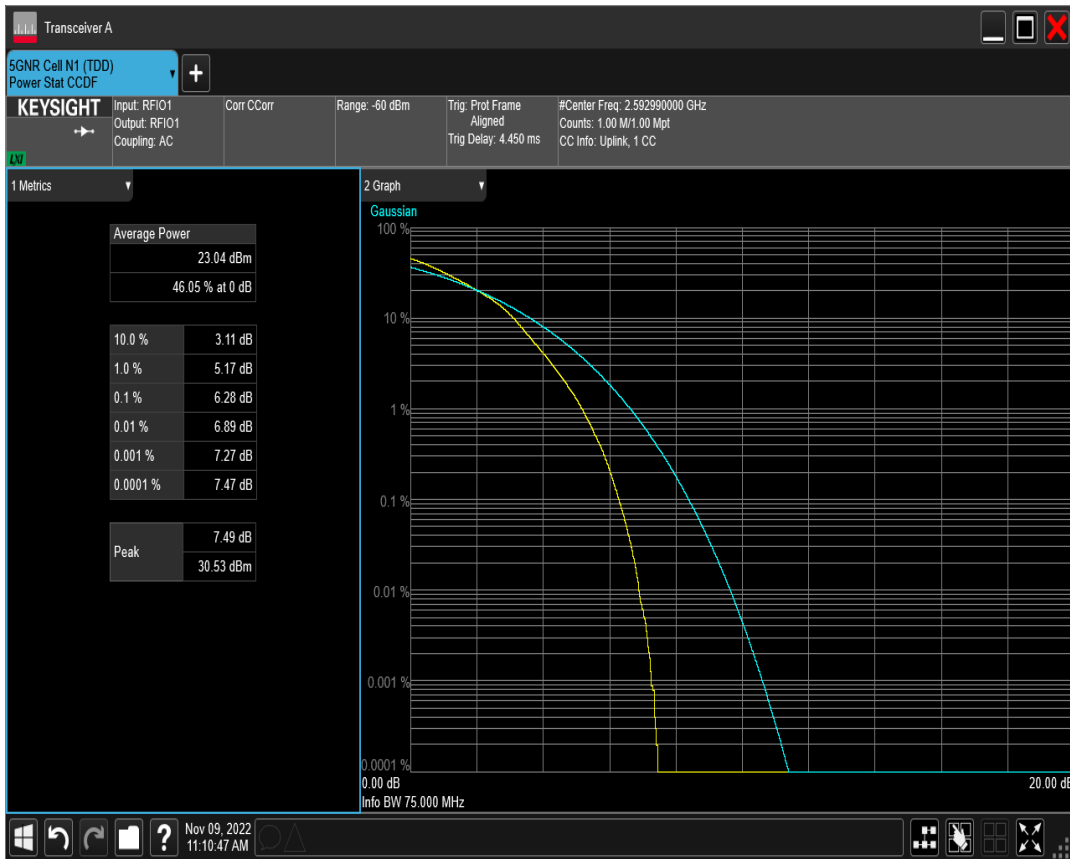 Transceiver A
5GNR Cell N1 (TDD)
Power Stat CCDF
+
KEYSIGHT
LXI
Input: RFIO1
Output: RFIO1
Coupling: AC
Corr CCorr
Range: -60 dBm
Trig: Prot Frame
Aligned
Trig Delay: 4.450 ms
#Center Freq: 2.592990000 GHz
Counts: 1.00 M/1.00 Mpt
CC Info: Uplink, 1 CC
1 Metrics
Average Power
23.04 dBm
46.05 % at 0 dB
10.0 % 3.11 dB
1.0 % 5.17 dB
0.1 % 6.28 dB
0.01 % 6.89 dB
0.001 % 7.27 dB
0.0001 % 7.47 dB
Peak 7.49 dB
30.53 dBm
2 Graph
Gaussian
100 %
10 %
1 %
0.1 %
0.01 %
0.001 %
0.0001 %
0.00 dB 20.00 dB
Info BW 75.000 MHz
?
Nov 09, 2022
11:10:47 AM